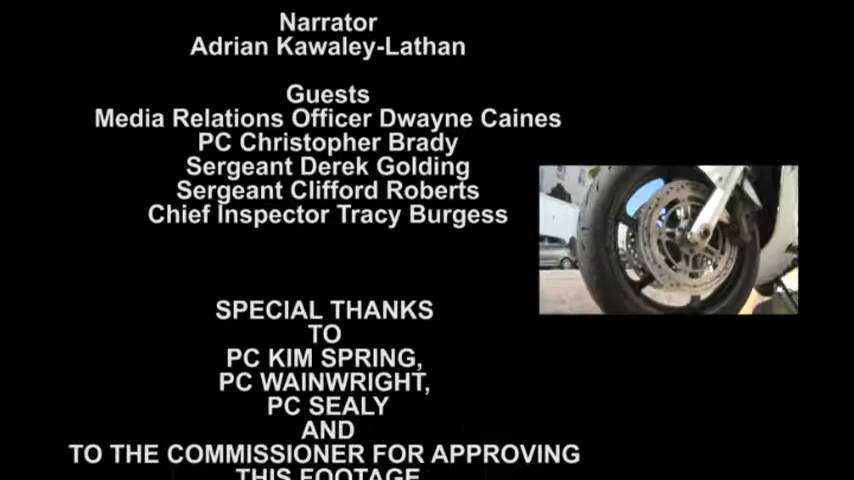 Narrator
Adrian Kawaley-Lathan
Guests
Media Relations Officer Dwayne Caines
PC Christopher Brady
Sergeant Derek Golding
Sergeant Clifford Roberts
Chief Inspector Tracy Burgess
SPECIAL THANKS
TO
PC KIM SPRING,
PC WAINWRIGHT,
PC SEALY
AND
TO THE COMMISSIONER FOR APPROVING
THIS FOOTAGE